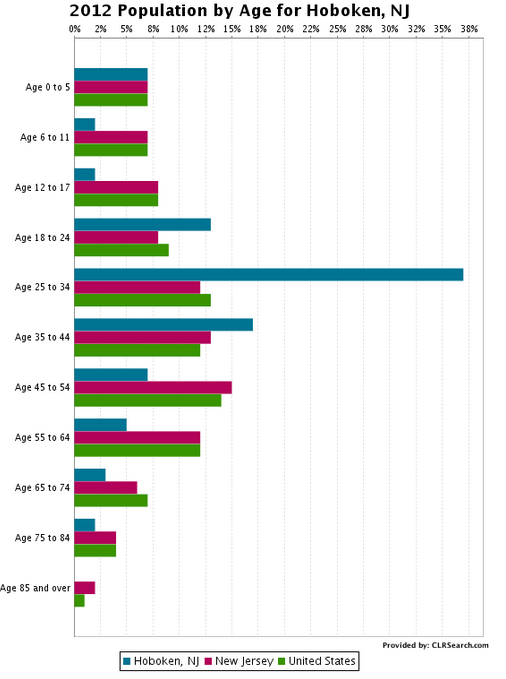 2012 Population by Age for Hoboken, NJ
0% 2% 5% 8% 10% 12% 15% 18% 20% 22% 25% 28% 30% 32% 35% 38%
Age 0 to 5
Age 6 to 11
Age 12 to 17
Age 18 to 24
Age 25 to 34
Age 35 to 44
Age 45 to 54
Age 55 to 64
Age 65 to 74
Age 75 to 84
Age 85 and over
Provided by: CLRSearch.com
Hoboken, NJ New Jersey United States